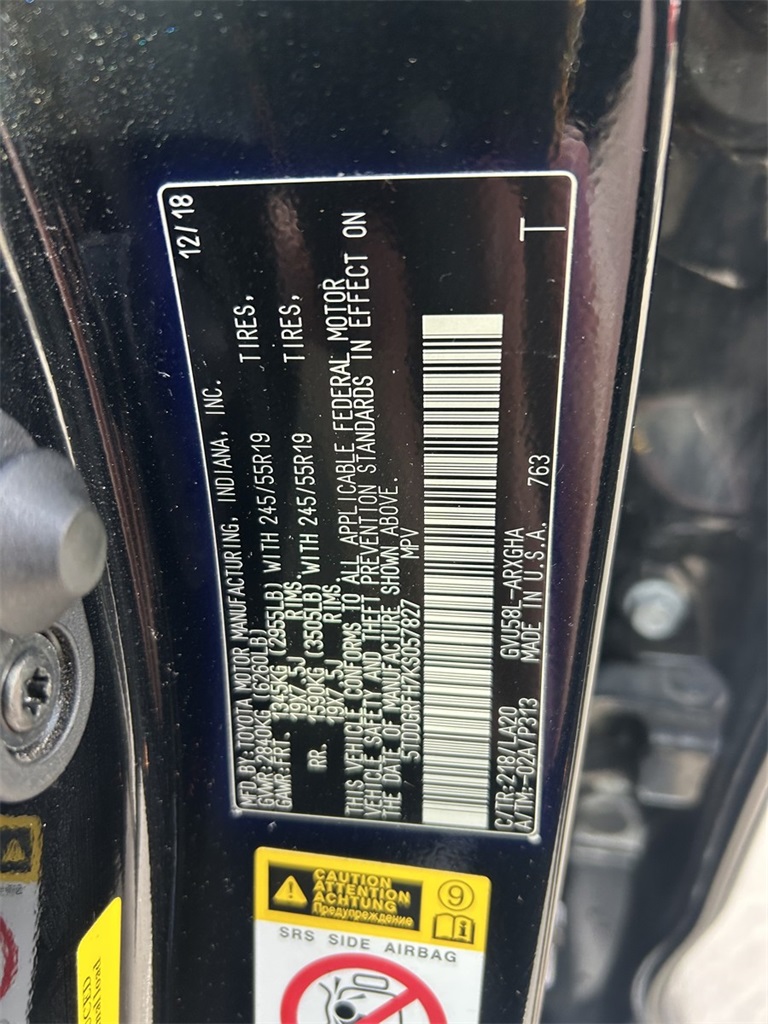 MFD.BY:TOYOTA MOTOR MANUFACTURING, INDIANA, INC. 12/18
GVWR:2840KG (6260LB)
GAWR:FRT. 1345KG (2955LB) WITH 245/55R19 TIRES,
19X7.5J RIMS.
RR. 1590KG (3505LB) WITH 245/55R19 TIRES,
19X7.5J RIMS.
THIS VEHICLE CONFORMS TO ALL APPLICABLE FEDERAL MOTOR
VEHICLE SAFETY AND THEFT PREVENTION STANDARDS IN EFFECT ON
THE DATE OF MANUFACTURE SHOWN ABOVE.
5TDDGRFH7KS057827 MPV
C/TR:218/LA20 GVU58L-ARXGHA
A/TM:-02A/P313 MADE IN U.S.A. 763 T
CAUTION
ATTENTION
ACHTUNG
Предупреждение
9
i
SRS SIDE AIRBAG